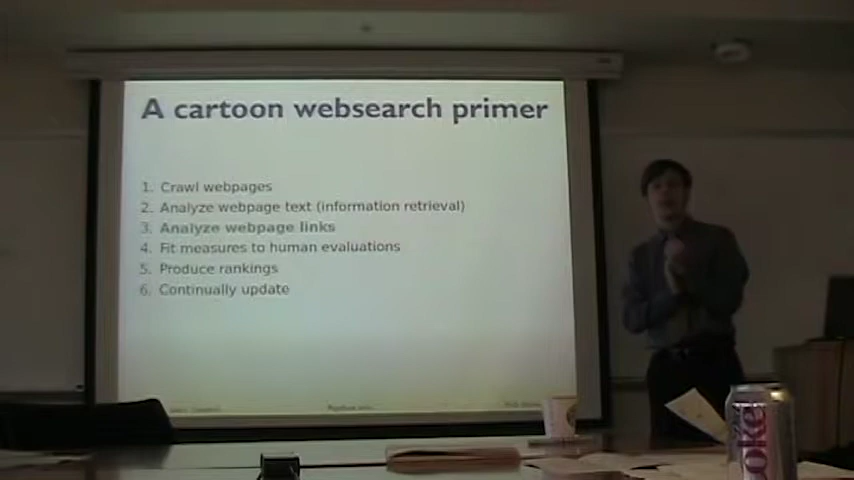 A cartoon websearch primer
1. Crawl webpages
2. Analyze webpage text (information retrieval)
3. Analyze webpage links
4. Fit measures to human evaluations
5. Produce rankings
6. Continually update
coke